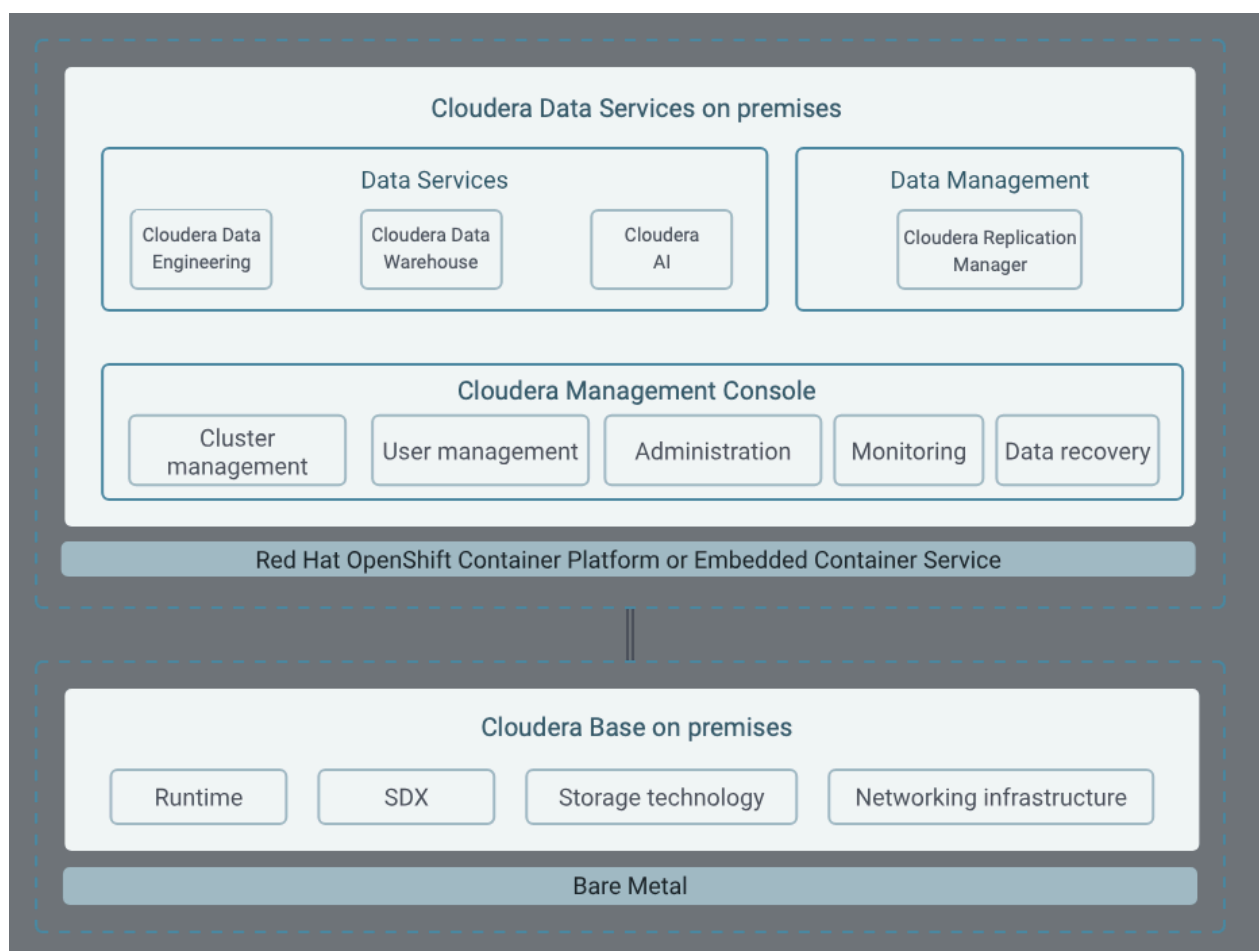 Cloudera Data Services on premises
Data Services
Cloudera Data
Engineering
Cloudera Data
Warehouse
Cloudera
AI
Data Management
Cloudera Replication
Manager
Cloudera Management Console
Cluster
management
User management
Administration
Monitoring
Data recovery
Red Hat OpenShift Container Platform or Embedded Container Service
Cloudera Base on premises
Runtime
SDX
Storage technology
Networking infrastructure
Bare Metal